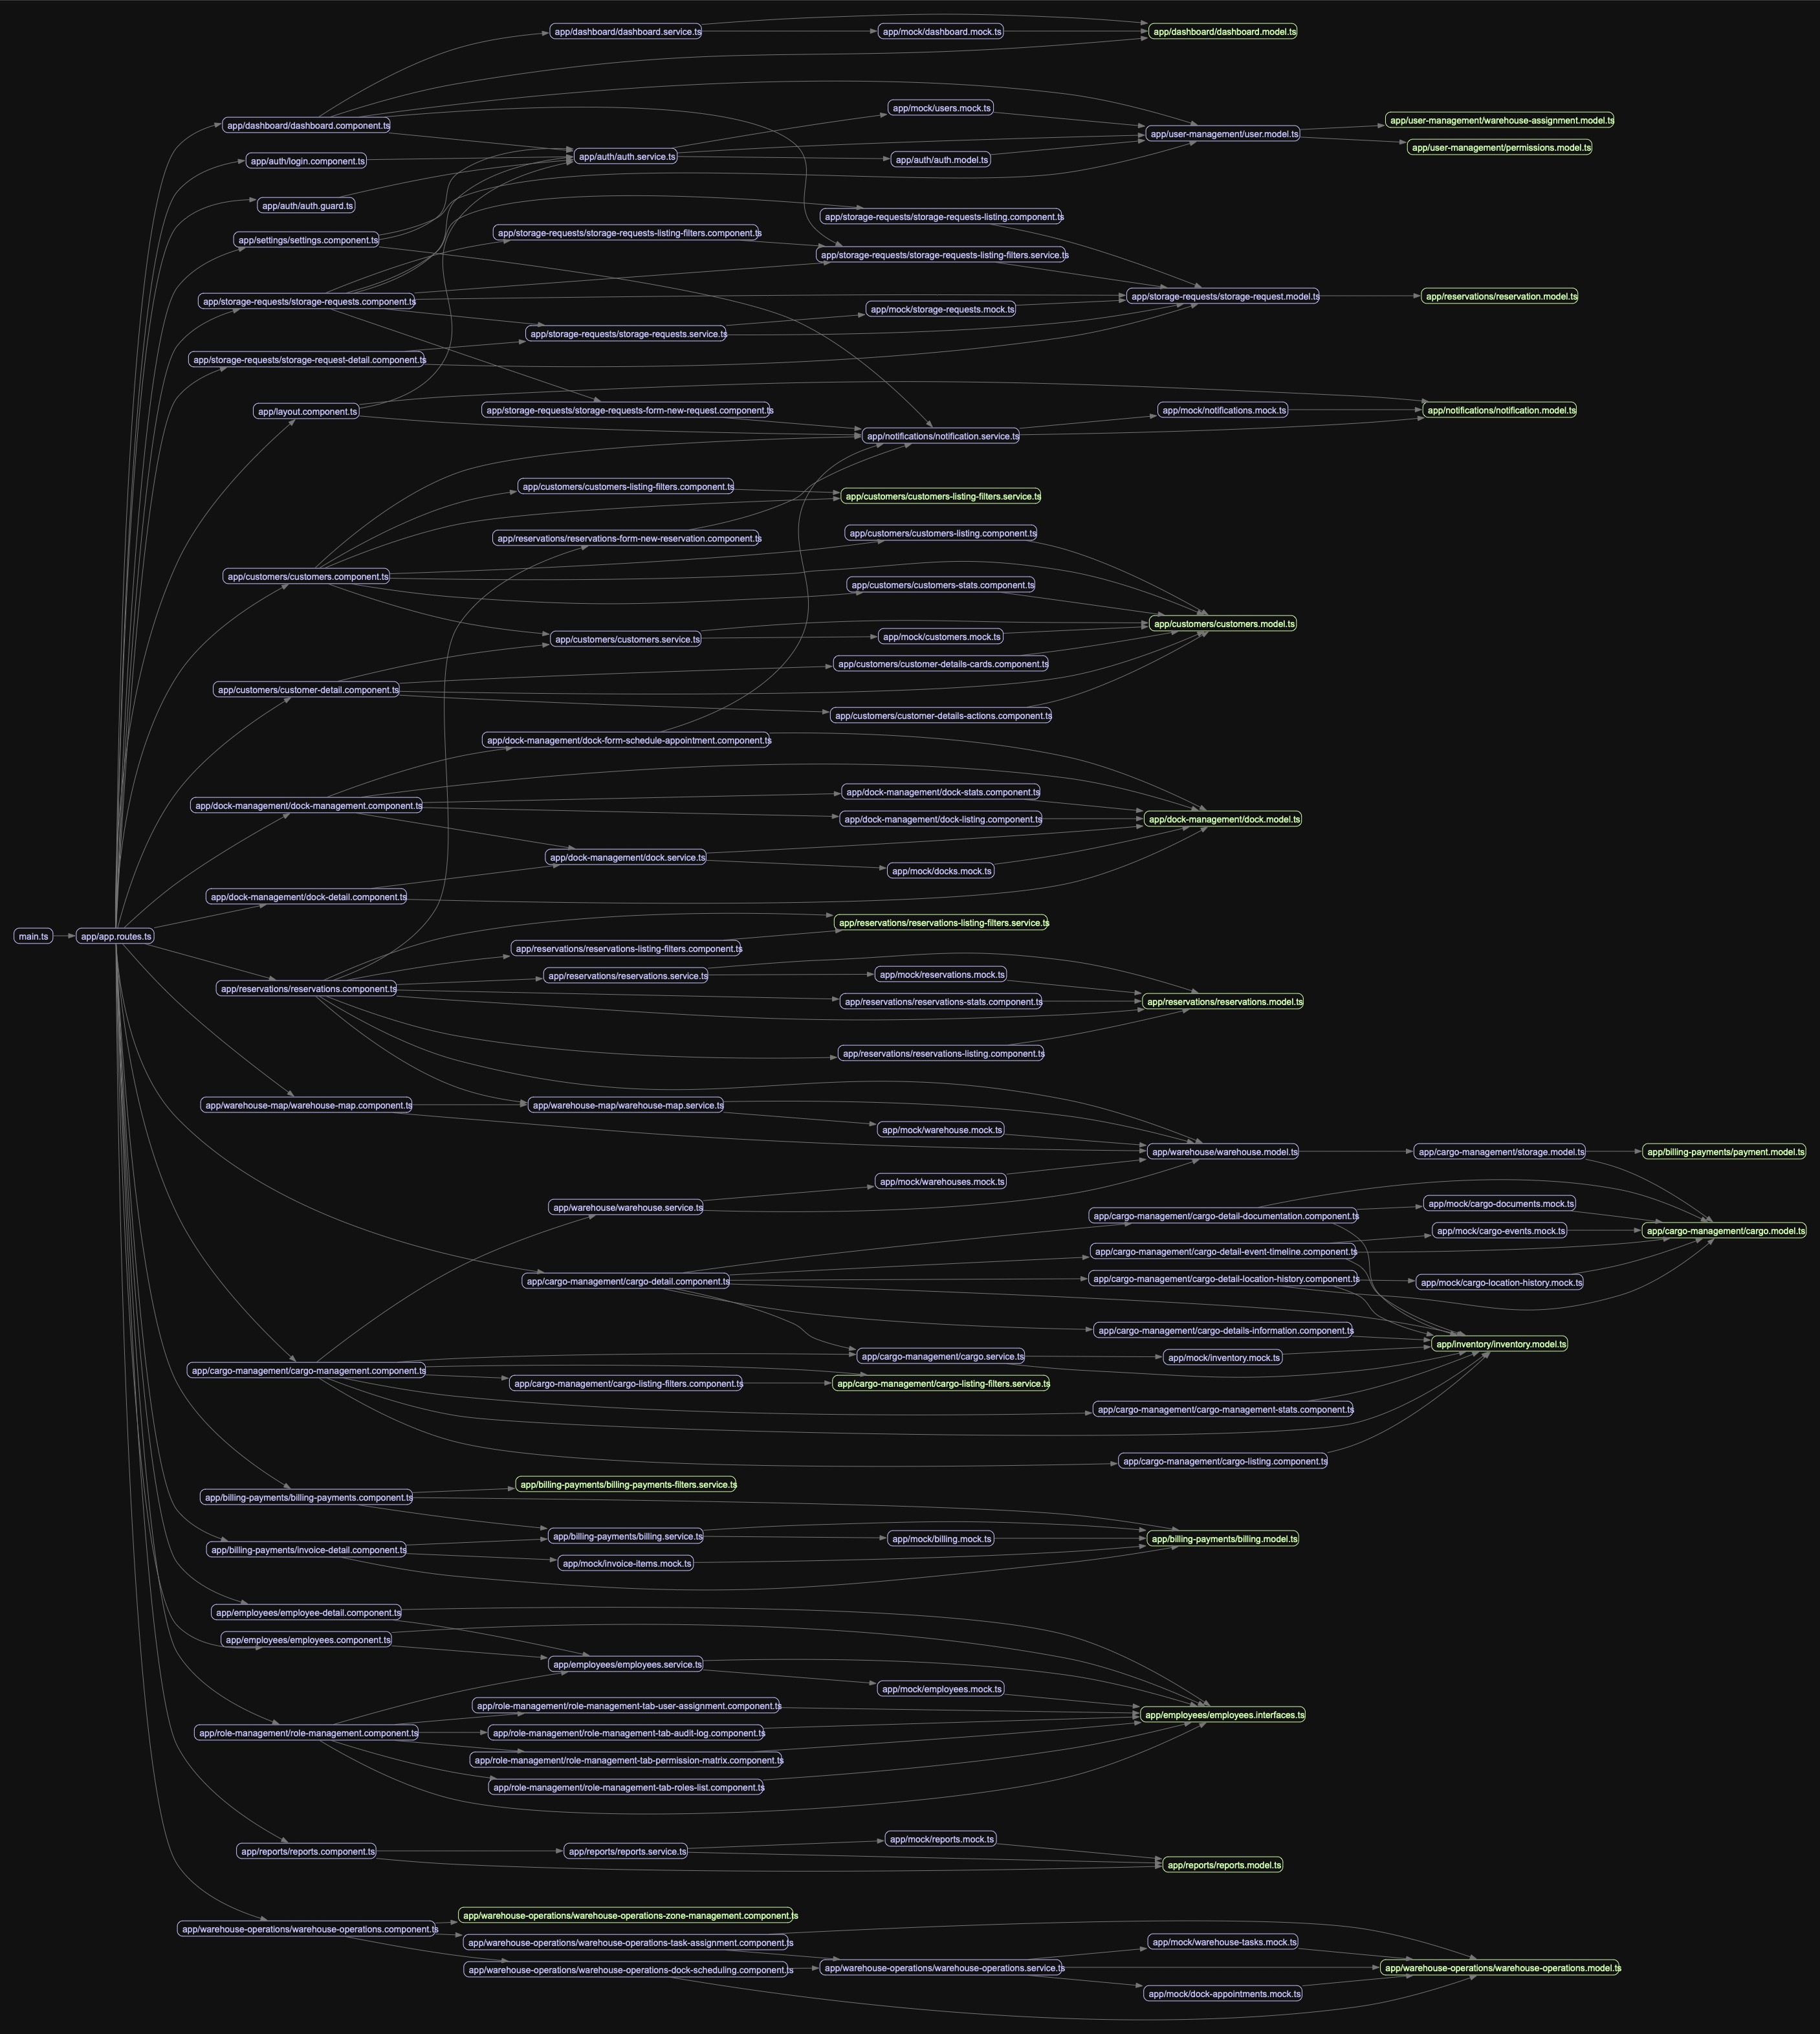 app/dashboard/dashboard.service.ts
app/mock/dashboard.mock.ts
app/dashboard/dashboard.model.ts
app/mock/users.mock.ts
app/user-management/warehouse-assignment.model.ts
app/dashboard/dashboard.component.ts
app/user-management/user.model.ts
app/user-management/permissions.model.ts
app/auth/login.component.ts
app/auth/auth.service.ts
app/auth/auth.model.ts
app/auth/auth.guard.ts
app/storage-requests/storage-requests-listing.component.ts
app/settings/settings.component.ts
app/storage-requests/storage-requests-listing-filters.component.ts
app/storage-requests/storage-requests-listing-filters.service.ts
app/storage-requests/storage-requests.component.ts
app/storage-requests/storage-request.model.ts
app/reservations/reservation.model.ts
app/mock/storage-requests.mock.ts
app/storage-requests/storage-requests.service.ts
app/storage-requests/storage-request-detail.component.ts
app/layout.component.ts
app/storage-requests/storage-requests-form-new-request.component.ts
app/mock/notifications.mock.ts
app/notifications/notification.model.ts
app/notifications/notification.service.ts
app/customers/customers-listing-filters.component.ts
app/customers/customers-listing-filters.service.ts
app/reservations/reservations-form-new-reservation.component.ts
app/customers/customers-listing.component.ts
app/customers/customers.component.ts
app/customers/customers-stats.component.ts
app/customers/customers.model.ts
app/customers/customers.service.ts
app/mock/customers.mock.ts
app/customers/customer-details-cards.component.ts
app/customers/customer-detail.component.ts
app/customers/customer-details-actions.component.ts
app/dock-management/dock-form-schedule-appointment.component.ts
app/dock-management/dock-management.component.ts
app/dock-management/dock-stats.component.ts
app/dock-management/dock-listing.component.ts
app/dock-management/dock.model.ts
app/dock-management/dock.service.ts
app/mock/docks.mock.ts
app/dock-management/dock-detail.component.ts
app/reservations/reservations-listing-filters.service.ts
main.ts
app/app.routes.ts
app/reservations/reservations-listing-filters.component.ts
app/reservations/reservations.service.ts
app/mock/reservations.mock.ts
app/reservations/reservations.component.ts
app/reservations/reservations-stats.component.ts
app/reservations/reservations.model.ts
app/reservations/reservations-listing.component.ts
app/warehouse-map/warehouse-map.component.ts
app/warehouse-map/warehouse-map.service.ts
app/mock/warehouse.mock.ts
app/warehouse/warehouse.model.ts
app/cargo-management/storage.model.ts
app/billing-payments/payment.model.ts
app/mock/warehouses.mock.ts
app/warehouse/warehouse.service.ts
app/cargo-management/cargo-detail-documentation.component.ts
app/mock/cargo-documents.mock.ts
app/mock/cargo-events.mock.ts
app/cargo-management/cargo.model.ts
app/cargo-management/cargo-detail-event-timeline.component.ts
app/cargo-management/cargo-detail.component.ts
app/cargo-management/cargo-detail-location-history.component.ts
app/mock/cargo-location-history.mock.ts
app/cargo-management/cargo-details-information.component.ts
app/inventory/inventory.model.ts
app/cargo-management/cargo.service.ts
app/mock/inventory.mock.ts
app/cargo-management/cargo-management.component.ts
app/cargo-management/cargo-listing-filters.component.ts
app/cargo-management/cargo-listing-filters.service.ts
app/cargo-management/cargo-management-stats.component.ts
app/cargo-management/cargo-listing.component.ts
app/billing-payments/billing-payments-filters.service.ts
app/billing-payments/billing-payments.component.ts
app/billing-payments/billing.service.ts
app/mock/billing.mock.ts
app/billing-payments/billing.model.ts
app/billing-payments/invoice-detail.component.ts
app/mock/invoice-items.mock.ts
app/employees/employee-detail.component.ts
app/employees/employees.component.ts
app/employees/employees.service.ts
app/mock/employees.mock.ts
app/role-management/role-management-tab-user-assignment.component.ts
app/employees/employees.interfaces.ts
app/role-management/role-management.component.ts
app/role-management/role-management-tab-audit-log.component.ts
app/role-management/role-management-tab-permission-matrix.component.ts
app/role-management/role-management-tab-roles-list.component.ts
app/mock/reports.mock.ts
app/reports/reports.component.ts
app/reports/reports.service.ts
app/reports/reports.model.ts
app/warehouse-operations/warehouse-operations-zone-management.component.ts
app/warehouse-operations/warehouse-operations.component.ts
app/warehouse-operations/warehouse-operations-task-assignment.component.ts
app/mock/warehouse-tasks.mock.ts
app/warehouse-operations/warehouse-operations-dock-scheduling.component.ts
app/warehouse-operations/warehouse-operations.service.ts
app/warehouse-operations/warehouse-operations.model.ts
app/mock/dock-appointments.mock.ts